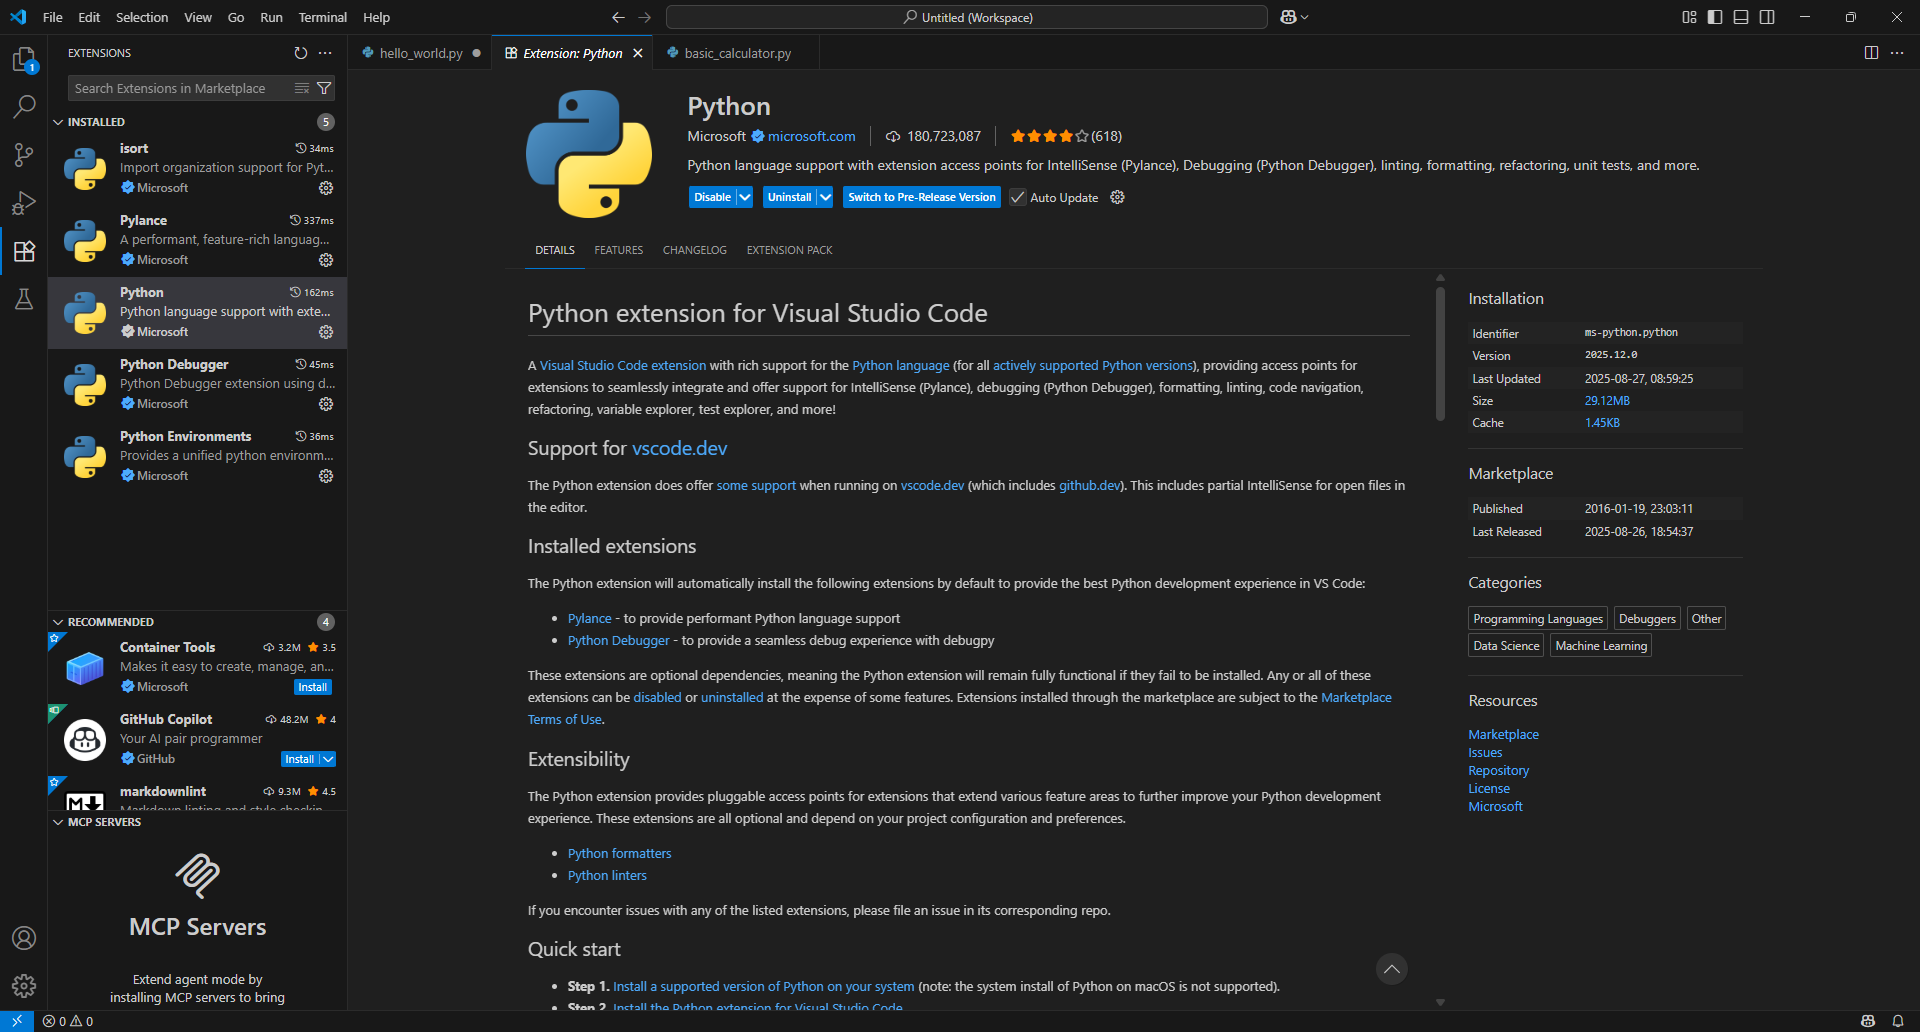 File Edit Selection View Go Run Terminal Help
Untitled (Workspace)
EXTENSIONS
hello_world.py
Extension: Python
basic_calculator.py
1
Search Extensions in Marketplace
INSTALLED 5
isort 34ms
Import organization support for Pyt...
Microsoft
Pylance 337ms
A performant, feature-rich languag...
Microsoft
Python 162ms
Python language support with exte...
Microsoft
Python Debugger 45ms
Python Debugger extension using d...
Microsoft
Python Environments 36ms
Provides a unified python environm...
Microsoft
RECOMMENDED 4
Container Tools 3.2M 3.5
Makes it easy to create, manage, an...
Microsoft Install
GitHub Copilot 48.2M 4
Your AI pair programmer
GitHub Install
markdownlint 9.3M 4.5
Markdown linting and style checkin
MCP SERVERS
MCP Servers
Extend agent mode by
installing MCP servers to bring
Python
Microsoft microsoft.com 180,723,087 (618)
Python language support with extension access points for IntelliSense (Pylance), Debugging (Python Debugger), linting, formatting, refactoring, unit tests, and more.
Disable Uninstall Switch to Pre-Release Version Auto Update
DETAILS FEATURES CHANGELOG EXTENSION PACK
Python extension for Visual Studio Code
A Visual Studio Code extension with rich support for the Python language (for all actively supported Python versions), providing access points for
extensions to seamlessly integrate and offer support for IntelliSense (Pylance), debugging (Python Debugger), formatting, linting, code navigation,
refactoring, variable explorer, test explorer, and more!
Support for vscode.dev
The Python extension does offer some support when running on vscode.dev (which includes github.dev). This includes partial IntelliSense for open files in
the editor.
Installed extensions
The Python extension will automatically install the following extensions by default to provide the best Python development experience in VS Code:
• Pylance - to provide performant Python language support
• Python Debugger - to provide a seamless debug experience with debugpy
These extensions are optional dependencies, meaning the Python extension will remain fully functional if they fail to be installed. Any or all of these
extensions can be disabled or uninstalled at the expense of some features. Extensions installed through the marketplace are subject to the Marketplace
Terms of Use.
Extensibility
The Python extension provides pluggable access points for extensions that extend various feature areas to further improve your Python development
experience. These extensions are all optional and depend on your project configuration and preferences.
• Python formatters
• Python linters
If you encounter issues with any of the listed extensions, please file an issue in its corresponding repo.
Quick start
• Step 1. Install a supported version of Python on your system (note: the system install of Python on macOS is not supported).
• Step 2. Install the Python extension for Visual Studio Code
Installation
Identifier ms-python.python
Version 2025.12.0
Last Updated 2025-08-27, 08:59:25
Size 29.12MB
Cache 1.45KB
Marketplace
Published 2016-01-19, 23:03:11
Last Released 2025-08-26, 18:54:37
Categories
Programming Languages Debuggers Other
Data Science Machine Learning
Resources
Marketplace
Issues
Repository
License
Microsoft
0 0